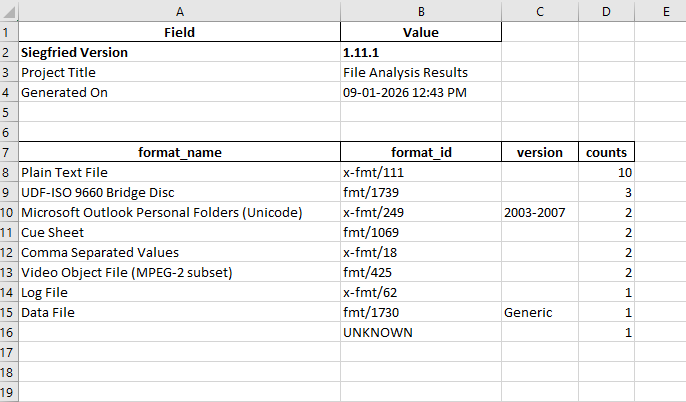 A B C D E
1 Field Value
2 Siegfried Version 1.11.1
3 Project Title File Analysis Results
4 Generated On 09-01-2026 12:43 PM
5
6
7 format_name format_id version counts
8 Plain Text File x-fmt/111 10
9 UDF-ISO 9660 Bridge Disc fmt/1739 3
10 Microsoft Outlook Personal Folders (Unicode) x-fmt/249 2003-2007 2
11 Cue Sheet fmt/1069 2
12 Comma Separated Values x-fmt/18 2
13 Video Object File (MPEG-2 subset) fmt/425 2
14 Log File x-fmt/62 1
15 Data File fmt/1730 Generic 1
16 UNKNOWN 1
17
18
19